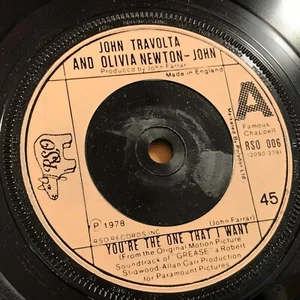 JOHN TRAVOLTA
AND OLIVIA NEWTON-JOHN
Produced by John Farrar
Made in England
A
Famous
Chappell
RSO 006
(2090 279)
RSO
℗ 1978
RSO RECORDS, INC.
(John Farrar)
45
YOU'RE THE ONE THAT I WANT
(From the Original Motion Picture
Soundtrack of "GREASE" a Robert
Stigwood-Allan Carr Production
for Paramount Pictures)